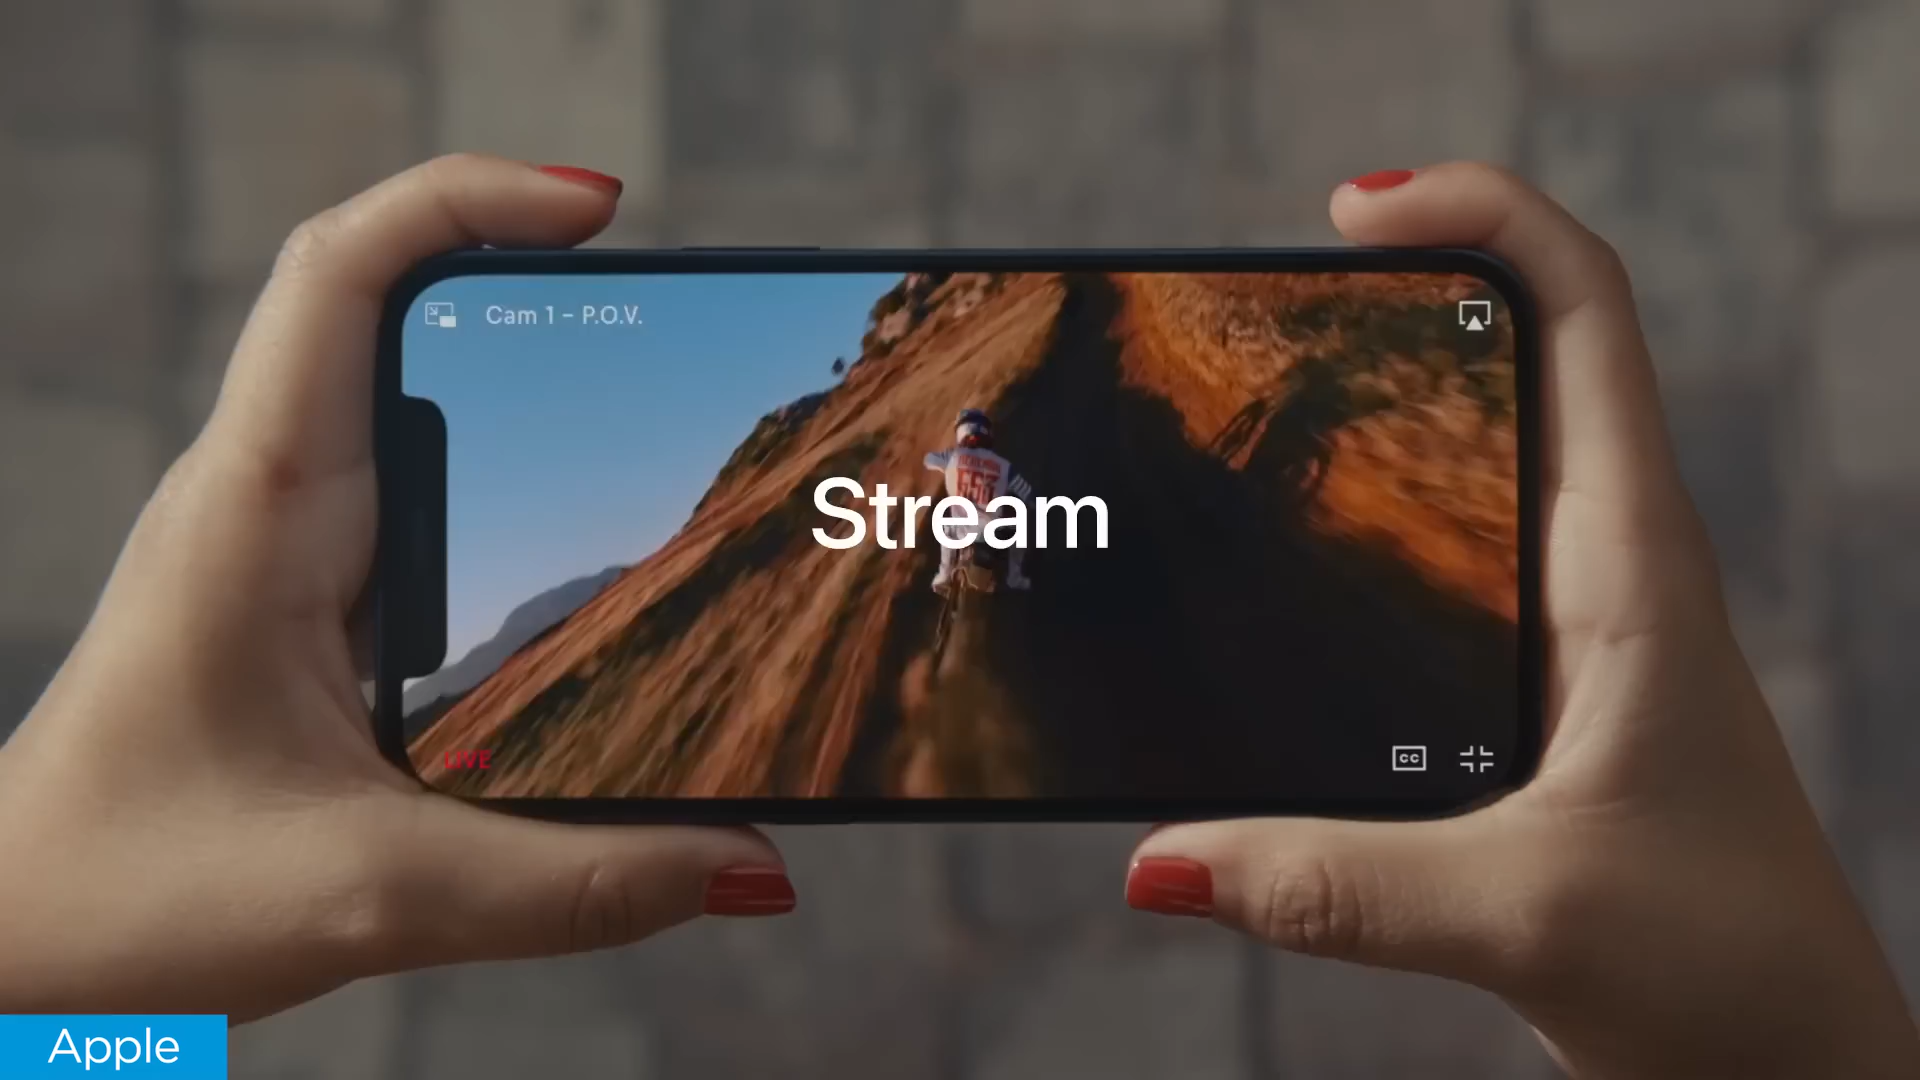 Cam 1 – P.O.V.
Stream
LIVE
CC
Apple